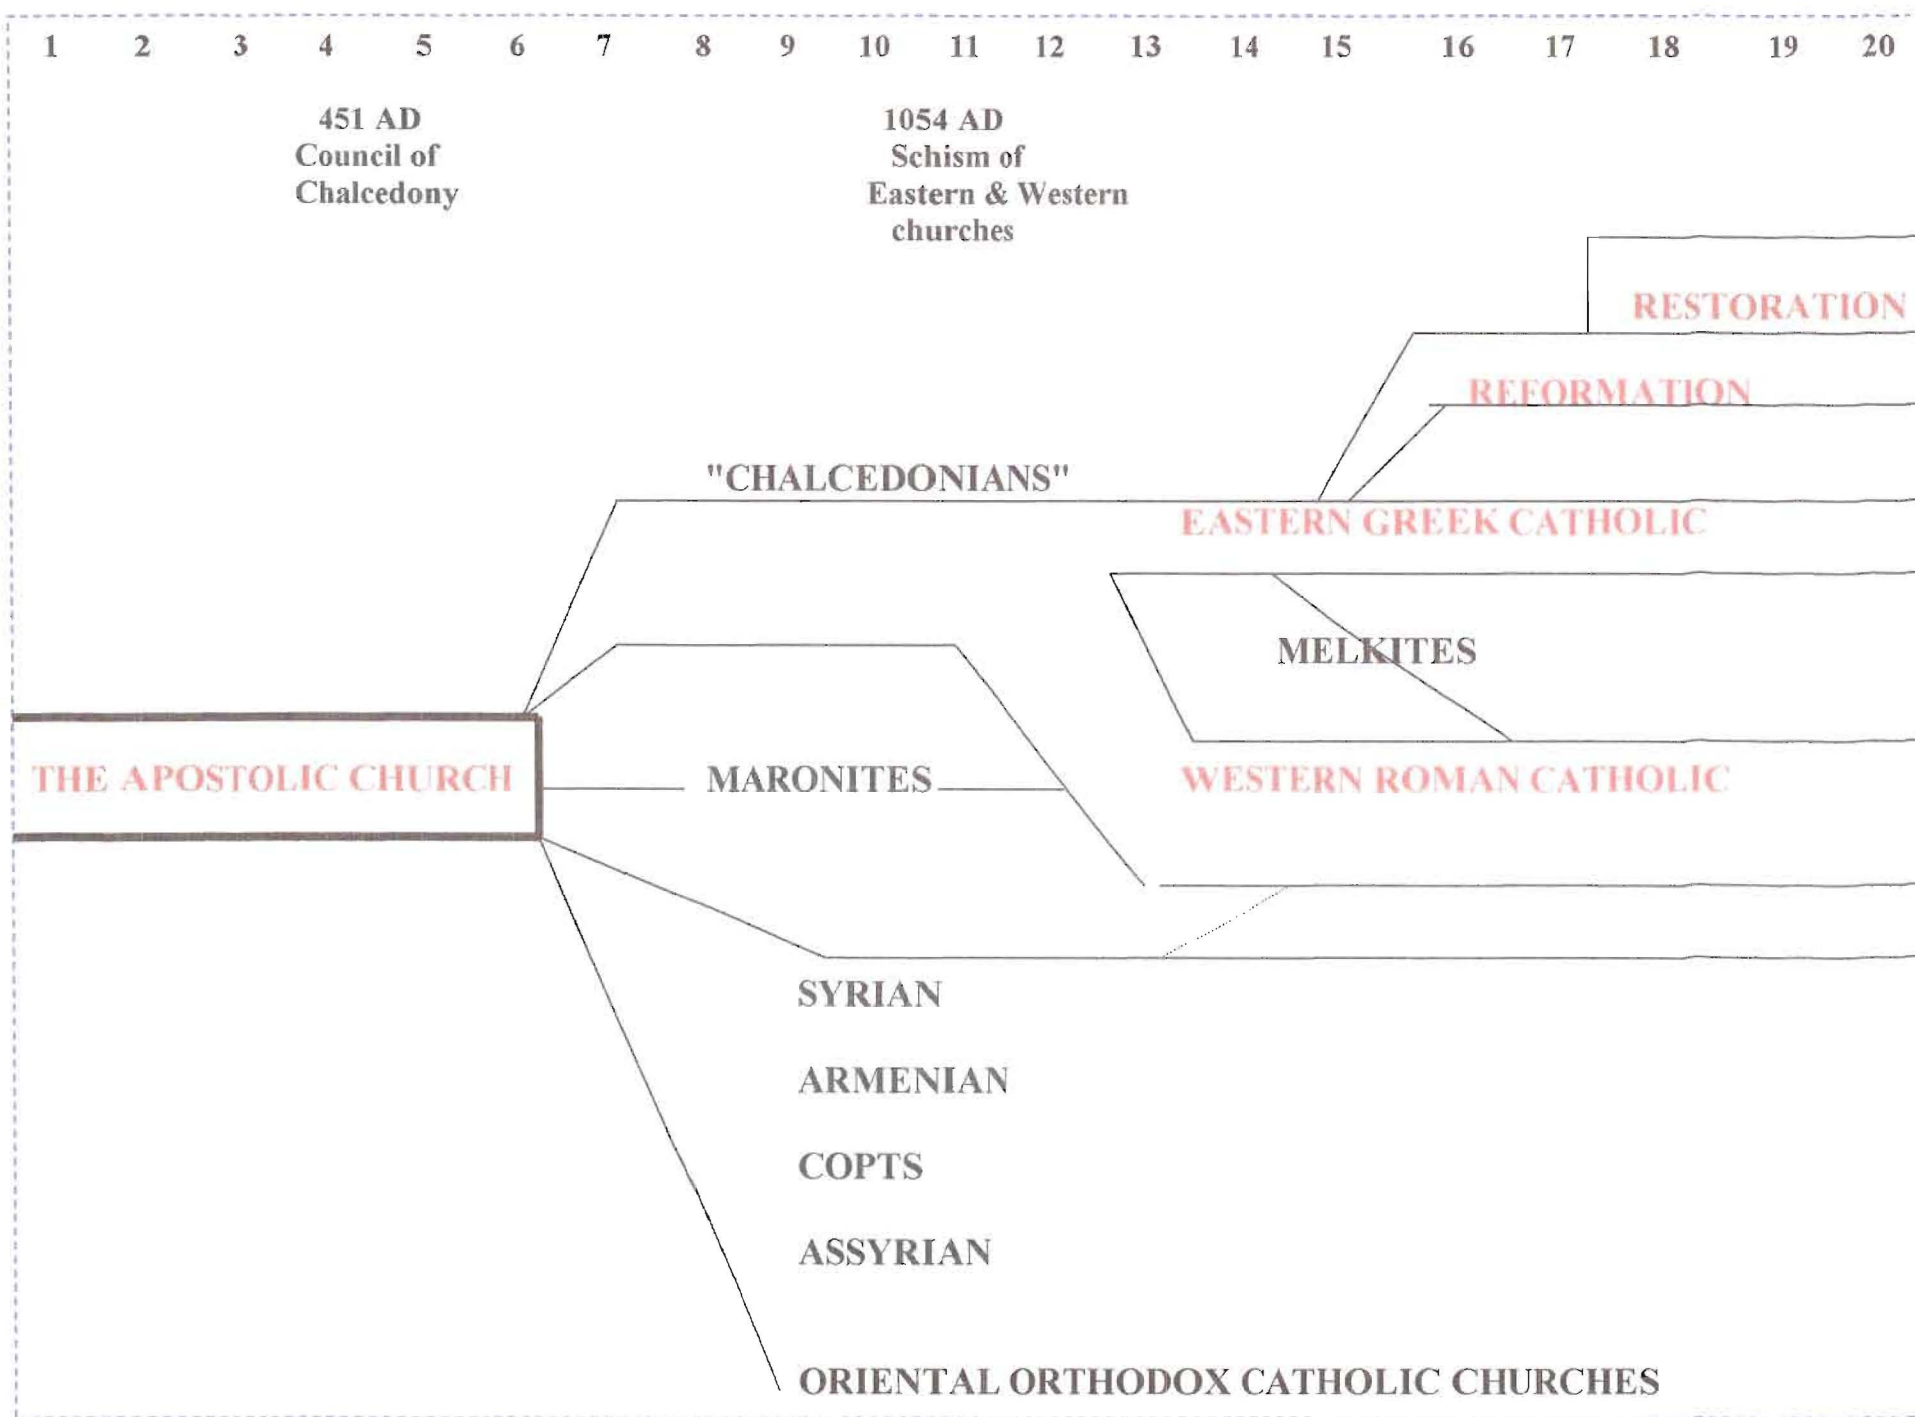 1 2 3 4 5 6 7 8 9 10 11 12 13 14 15 16 17 18 19 20
451 AD
Council of
Chalcedony
1054 AD
Schism of
Eastern & Western
churches
RESTORATION
REFORMATION
"CHALCEDONIANS"
EASTERN GREEK CATHOLIC
MELKITES
THE APOSTOLIC CHURCH
MARONITES
WESTERN ROMAN CATHOLIC
SYRIAN
ARMENIAN
COPTS
ASSYRIAN
ORIENTAL ORTHODOX CATHOLIC CHURCHES